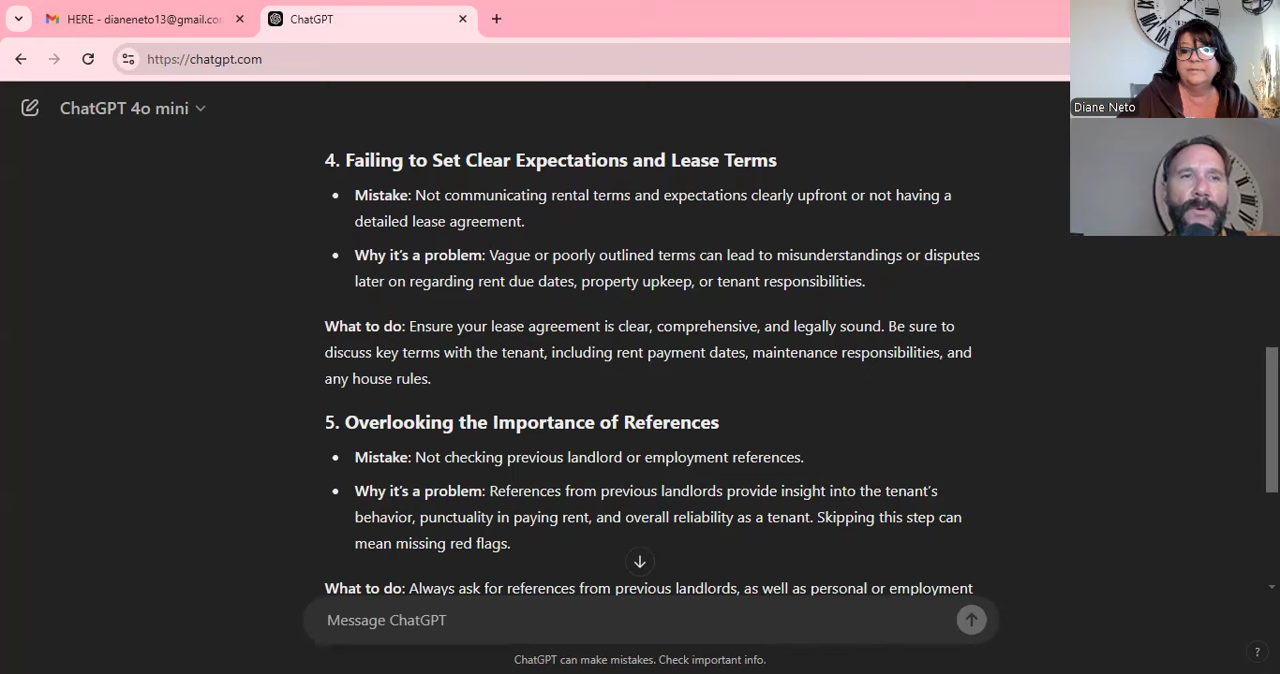 HERE - dianeneto13@gmail.co
ChatGPT
https://chatgpt.com
ChatGPT 4o mini
Diane Neto
4. Failing to Set Clear Expectations and Lease Terms
Mistake: Not communicating rental terms and expectations clearly upfront or not having a
detailed lease agreement.
Why it’s a problem: Vague or poorly outlined terms can lead to misunderstandings or disputes
later on regarding rent due dates, property upkeep, or tenant responsibilities.
What to do: Ensure your lease agreement is clear, comprehensive, and legally sound. Be sure to
discuss key terms with the tenant, including rent payment dates, maintenance responsibilities, and
any house rules.
5. Overlooking the Importance of References
Mistake: Not checking previous landlord or employment references.
Why it’s a problem: References from previous landlords provide insight into the tenant’s
behavior, punctuality in paying rent, and overall reliability as a tenant. Skipping this step can
mean missing red flags.
What to do: Always ask for references from previous landlords, as well as personal or employment
Message ChatGPT
ChatGPT can make mistakes. Check important info.
?